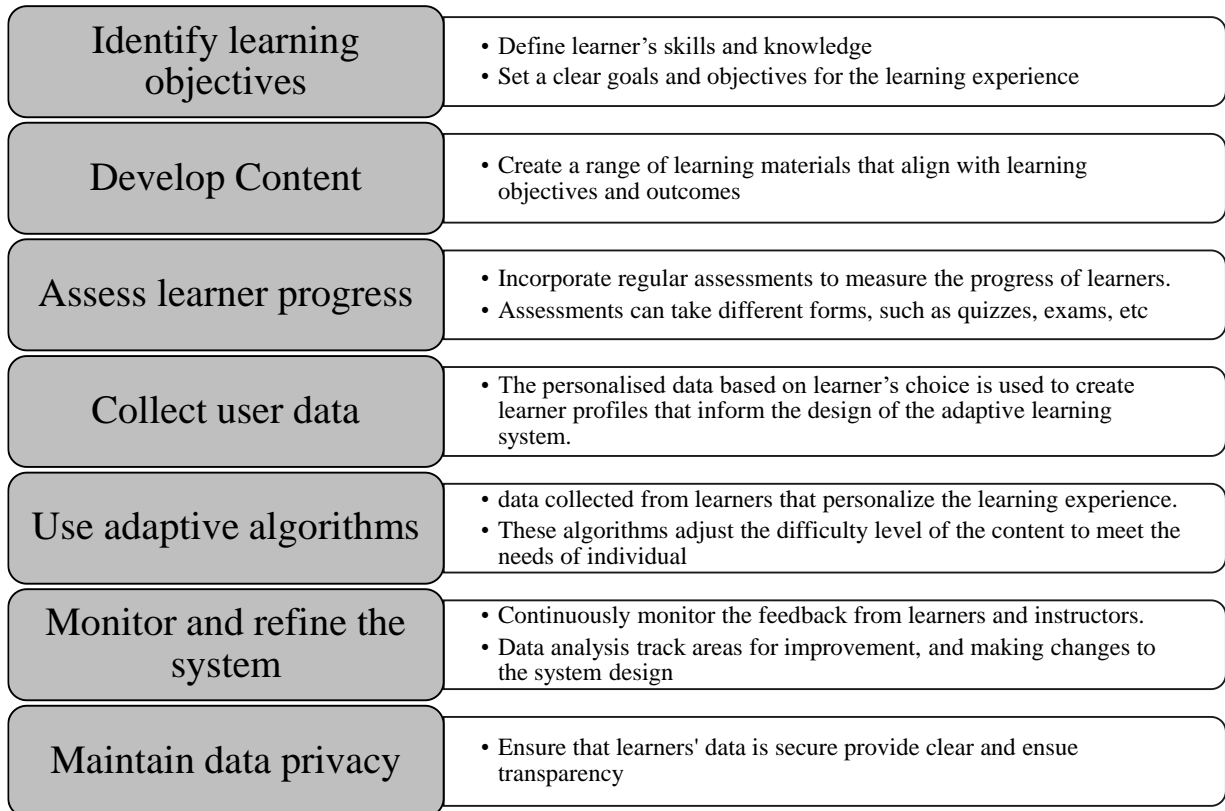 Identify learning
objectives
• Define learner's skills and knowledge
• Set a clear goals and objectives for the learning experience
Develop Content
• Create a range of learning materials that align with learning
objectives and outcomes
Assess learner progress
• Incorporate regular assessments to measure the progress of learners.
• Assessments can take different forms, such as quizzes, exams, etc
Collect user data
• The personalised data based on learner's choice is used to create
learner profiles that inform the design of the adaptive learning
system.
Use adaptive algorithms
• data collected from learners that personalize the learning experience.
• These algorithms adjust the difficulty level of the content to meet the
needs of individual
Monitor and refine the
system
• Continuously monitor the feedback from learners and instructors.
• Data analysis track areas for improvement, and making changes to
the system design
Maintain data privacy
• Ensure that learners' data is secure provide clear and ensue
transparency